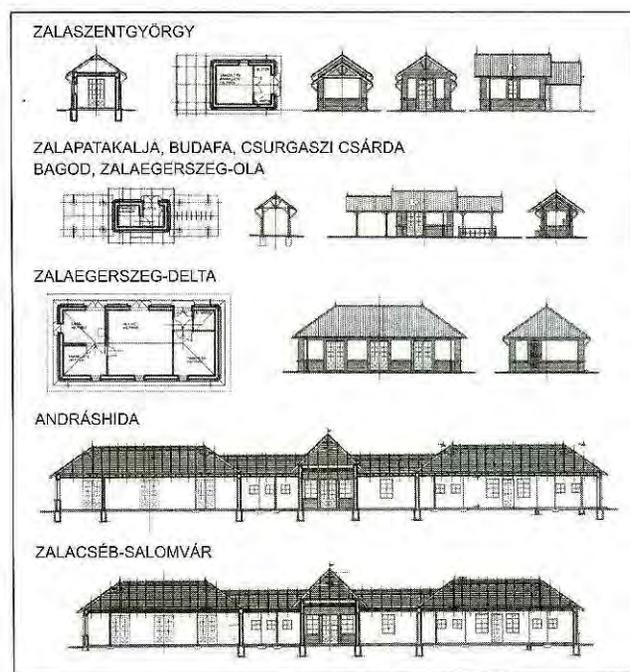 ZALASZENTGYÖRGY
ZALAPATAKALJA, BUDAFA, CSURGASZI CSÁRDA
BAGOD, ZALAEGERSZEG-OLA
ZALAEGERSZEG-DELTA
ANDRÁSHIDA
ZALACSÉB-SALOMVÁR